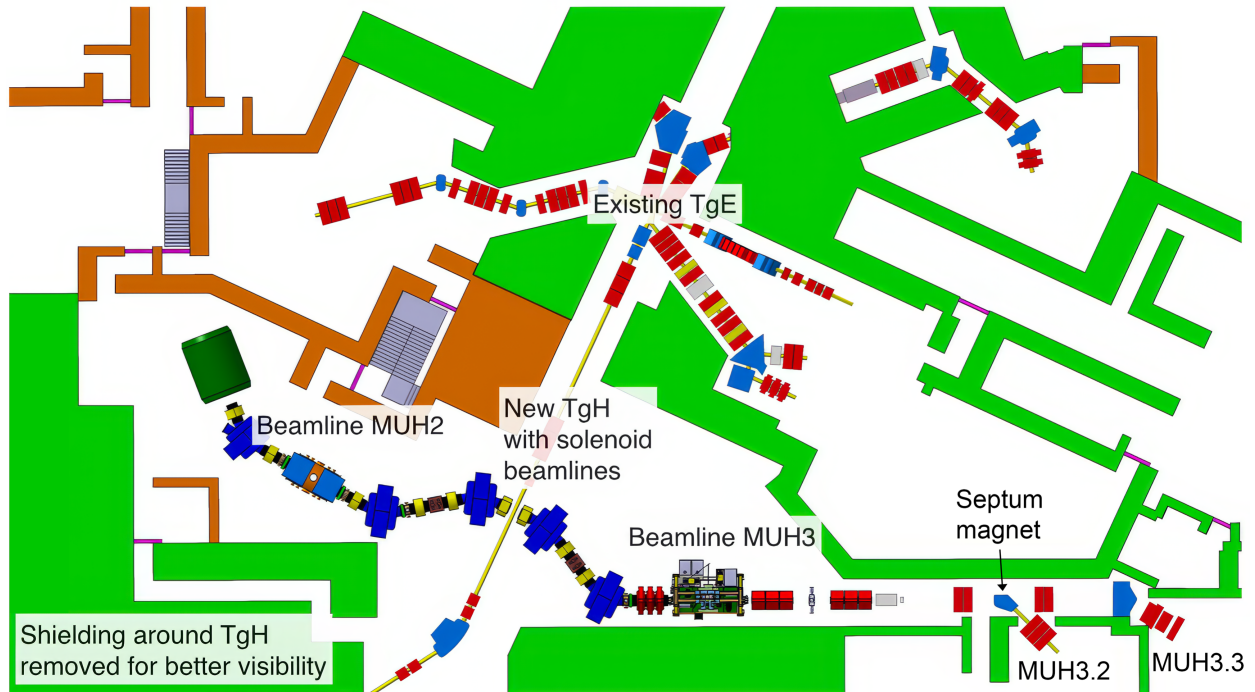 Existing TgE
Beamline MUH2
New TgH
with solenoid
beamlines
Beamline MUH3
Septum
magnet
MUH3.2
MUH3.3
Shielding around TgH
removed for better visibility